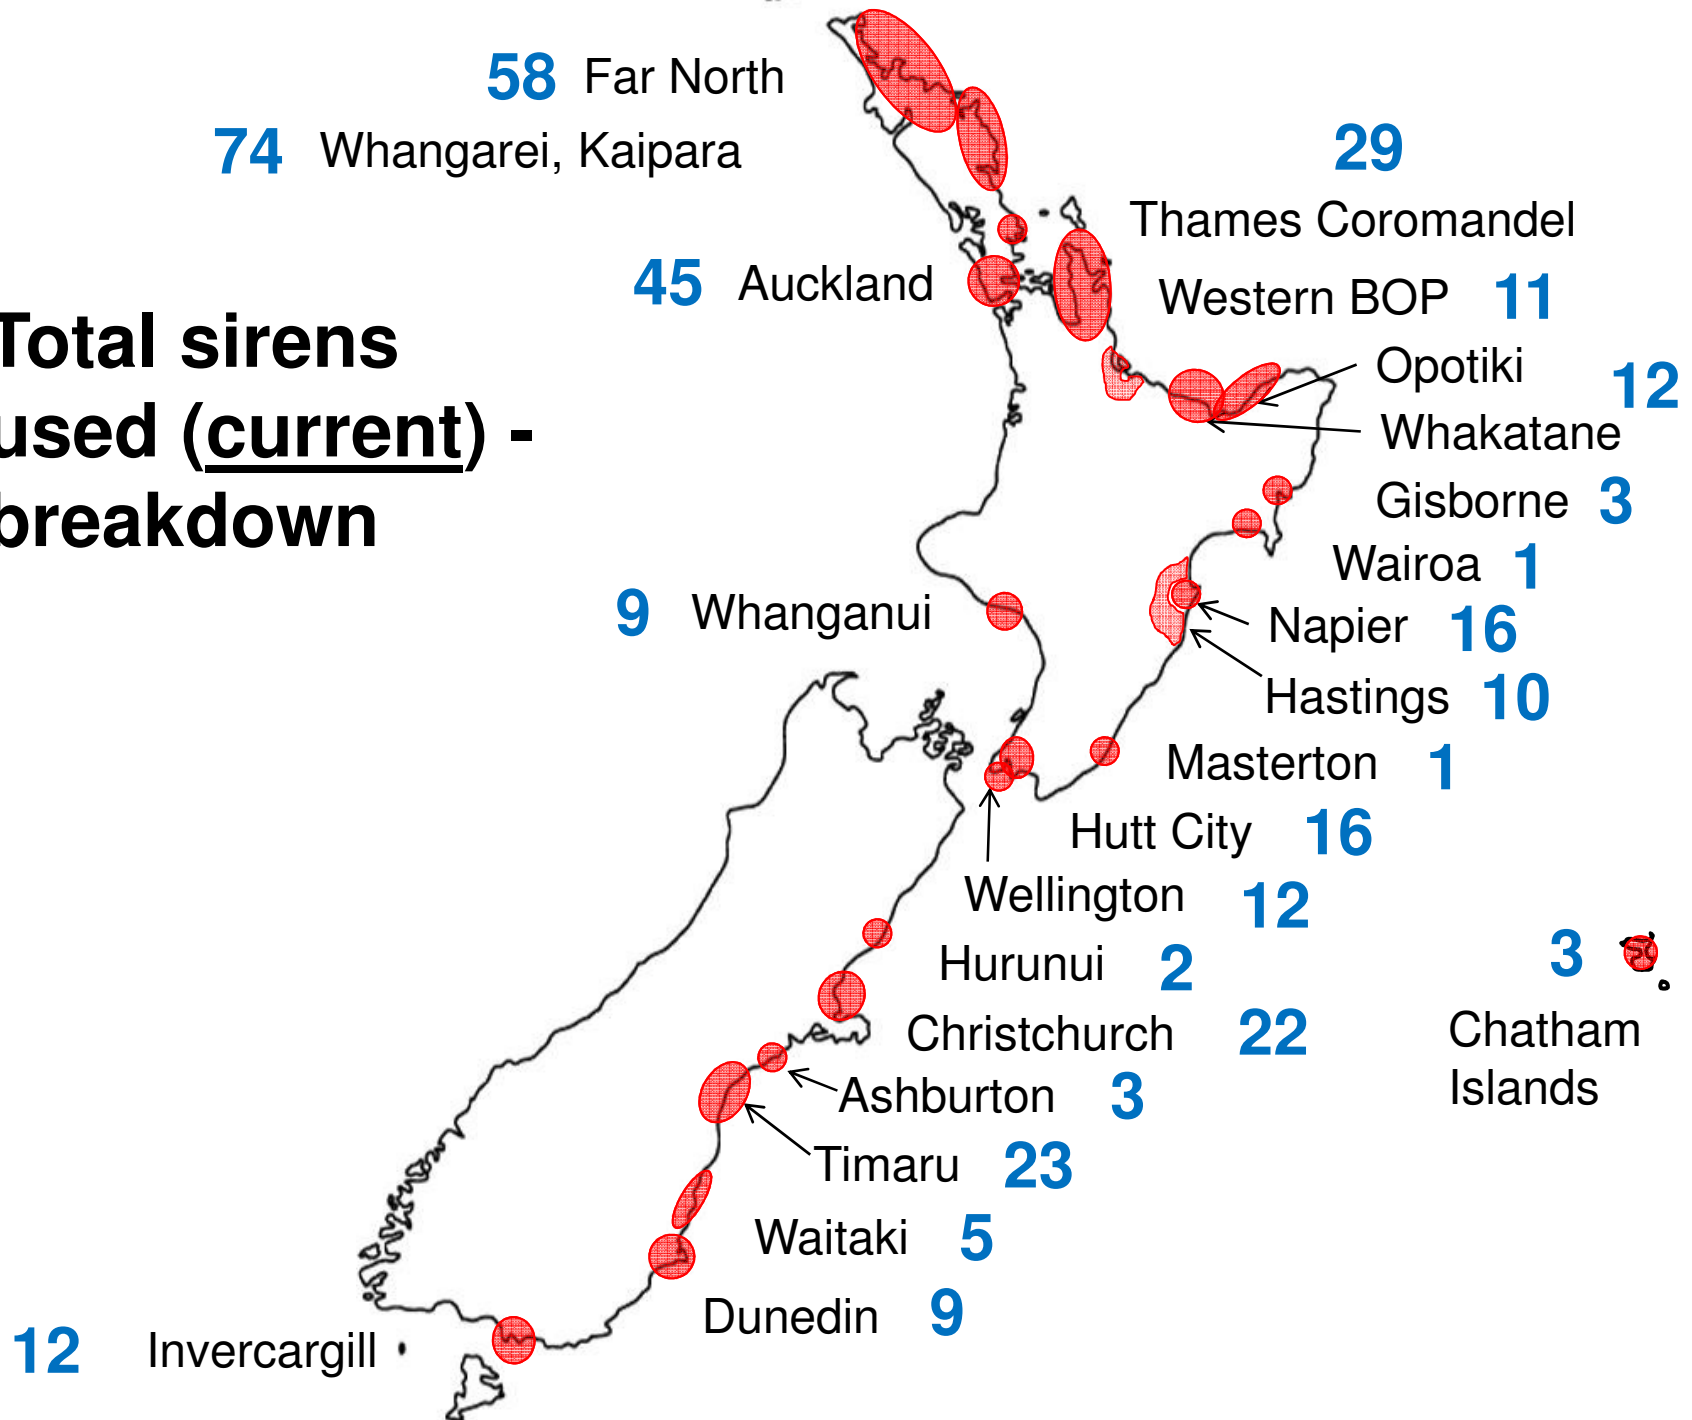 58 Far North
74 Whangarei, Kaipara
29
Thames Coromandel
45 Auckland
Western BOP 11
Total sirens
used (current) -
breakdown
Opotiki
12
Whakatane
Gisborne 3
Wairoa 1
9 Whanganui
Napier 16
Hastings 10
Masterton 1
Hutt City 16
Wellington 12
Hurunui 2
3
Chatham
Islands
Christchurch 22
Ashburton 3
Timaru 23
Waitaki 5
Dunedin 9
12 Invercargill